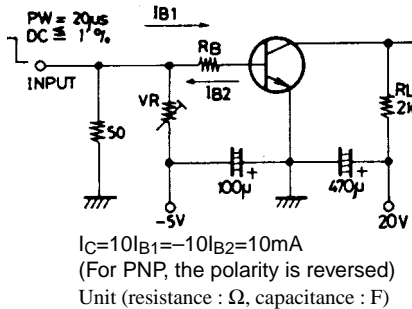 PW = 20μs
DC ≦ 1 %
IB1
INPUT
RB
IB2
VR
50
RL
2k
100μ
+
470μ
+
-5V
20V
IC=10IB1=–10IB2=10mA
(For PNP, the polarity is reversed)
Unit (resistance : Ω, capacitance : F)